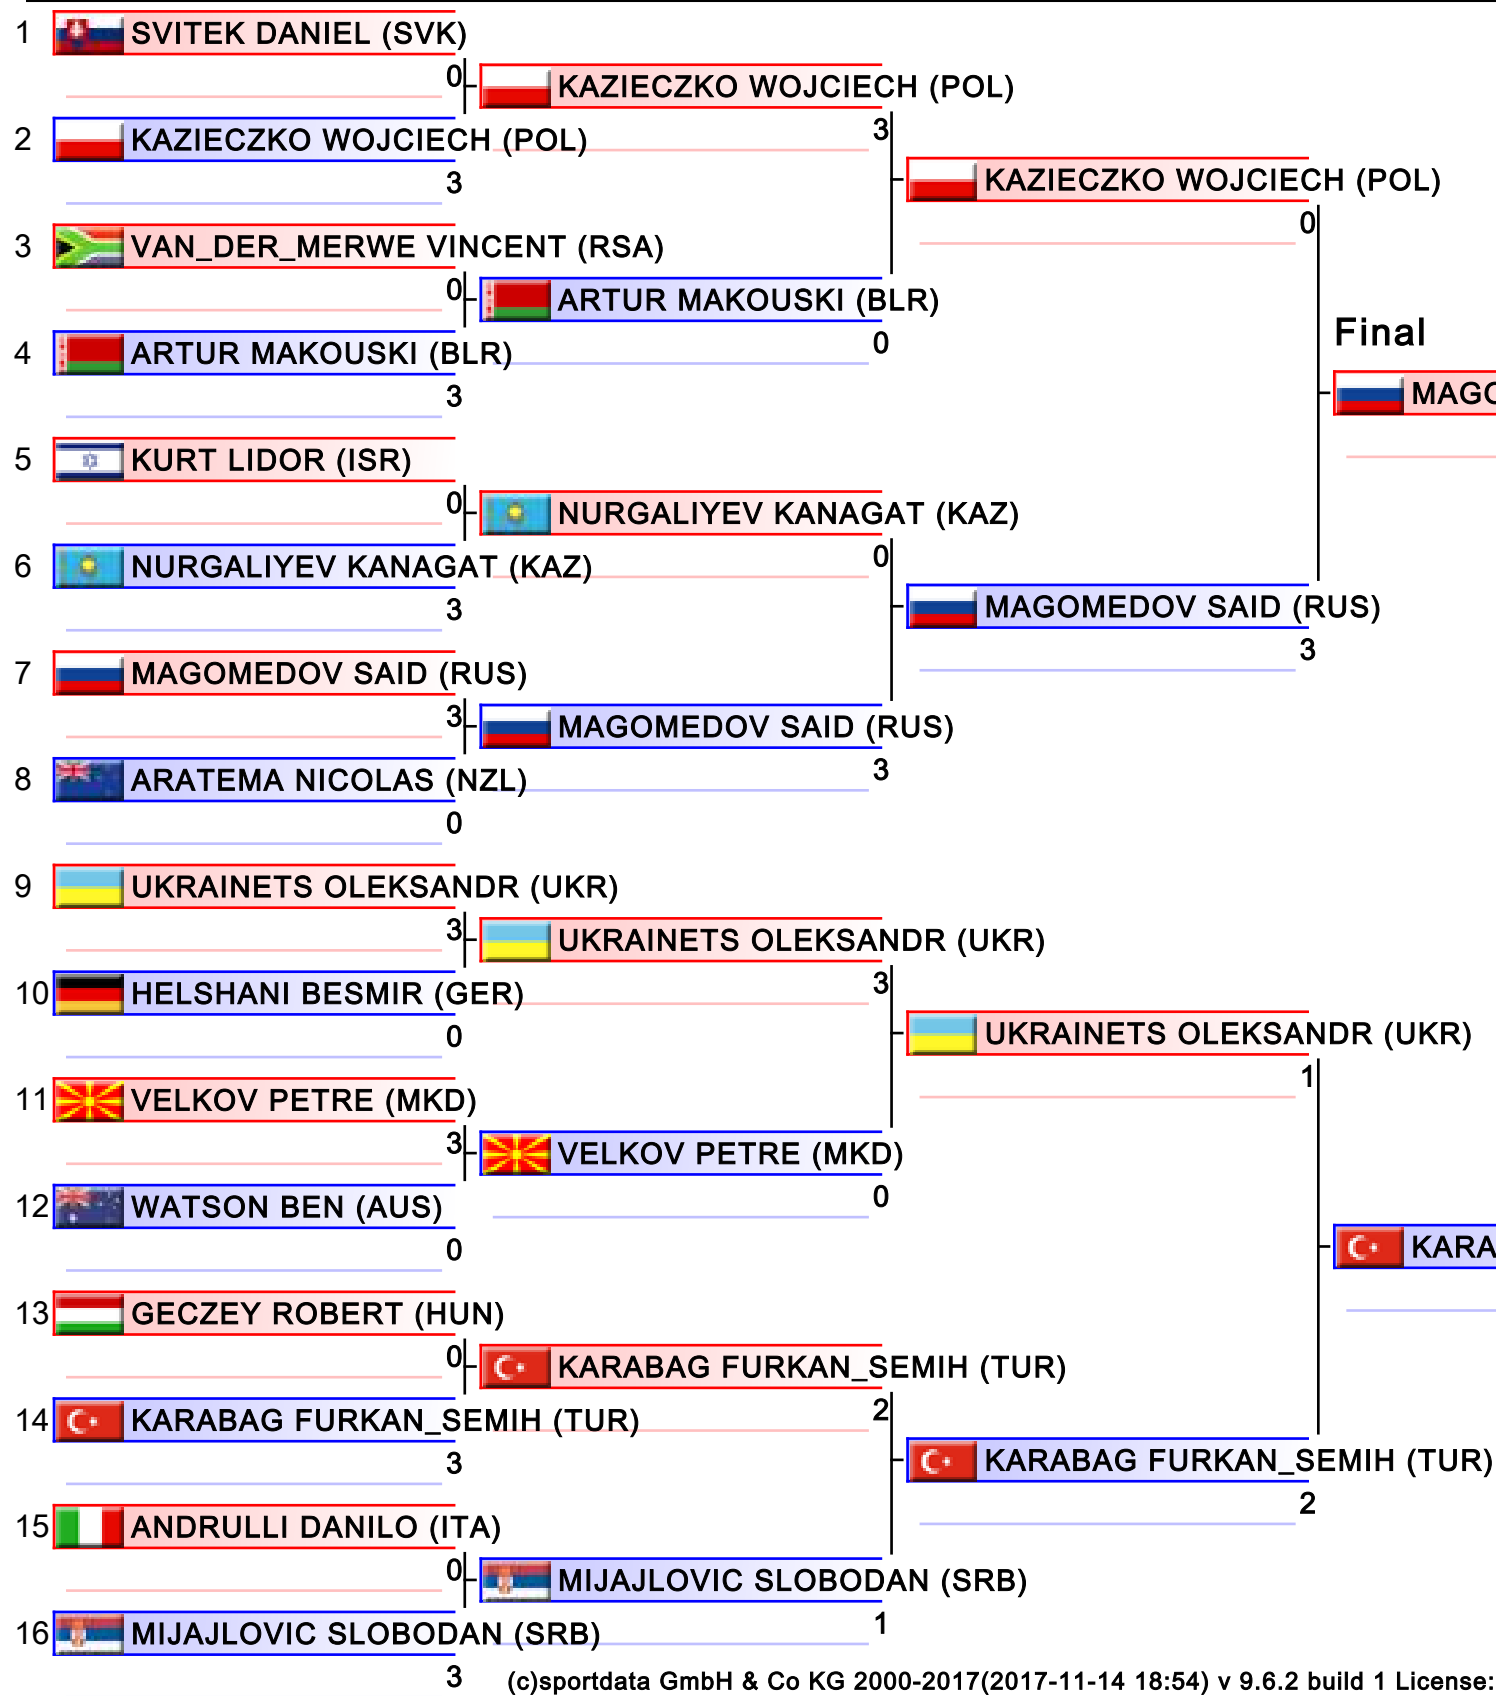 1 SVITEK DANIEL (SVK)
0
KAZIECZKO WOJCIECH (POL)
3
2 KAZIECZKO WOJCIECH (POL)
3
KAZIECZKO WOJCIECH (POL)
0
3 VAN_DER_MERWE VINCENT (RSA)
0
ARTUR MAKOUSKI (BLR)
0
4 ARTUR MAKOUSKI (BLR)
3
Final
MAGO
5 KURT LIDOR (ISR)
0
NURGALIYEV KANAGAT (KAZ)
0
6 NURGALIYEV KANAGAT (KAZ)
3
MAGOMEDOV SAID (RUS)
3
7 MAGOMEDOV SAID (RUS)
3
MAGOMEDOV SAID (RUS)
3
8 ARATEMA NICOLAS (NZL)
0
9 UKRAINETS OLEKSANDR (UKR)
3
UKRAINETS OLEKSANDR (UKR)
3
10 HELSHANI BESMIR (GER)
0
UKRAINETS OLEKSANDR (UKR)
1
11 VELKOV PETRE (MKD)
3
VELKOV PETRE (MKD)
0
12 WATSON BEN (AUS)
0
KARA
13 GECZEY ROBERT (HUN)
0
KARABAG FURKAN_SEMIH (TUR)
2
14 KARABAG FURKAN_SEMIH (TUR)
3
KARABAG FURKAN_SEMIH (TUR)
2
15 ANDRULLI DANILO (ITA)
0
MIJAJLOVIC SLOBODAN (SRB)
1
16 MIJAJLOVIC SLOBODAN (SRB)
3
(c)sportdata GmbH & Co KG 2000-2017(2017-11-14 18:54) v 9.6.2 build 1 License: